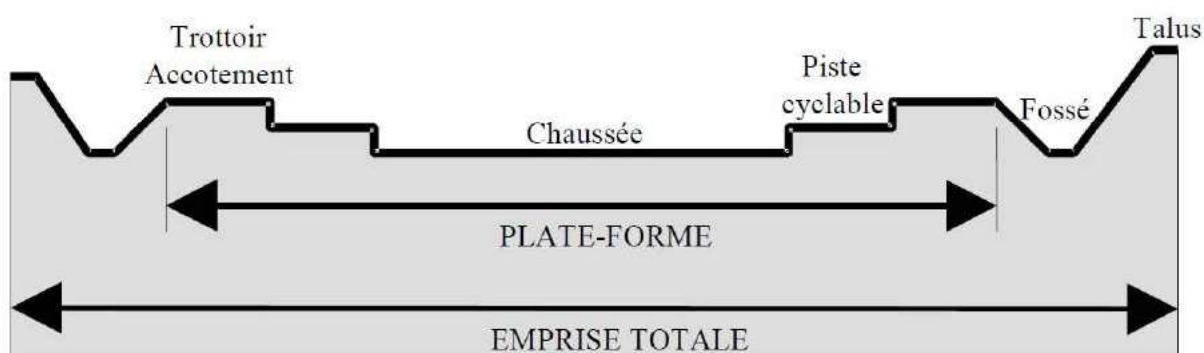 Trottoir
Accotement
Piste
cyclable
Talus
Fossé
Chaussée
PLATE-FORME
EMPRISE TOTALE